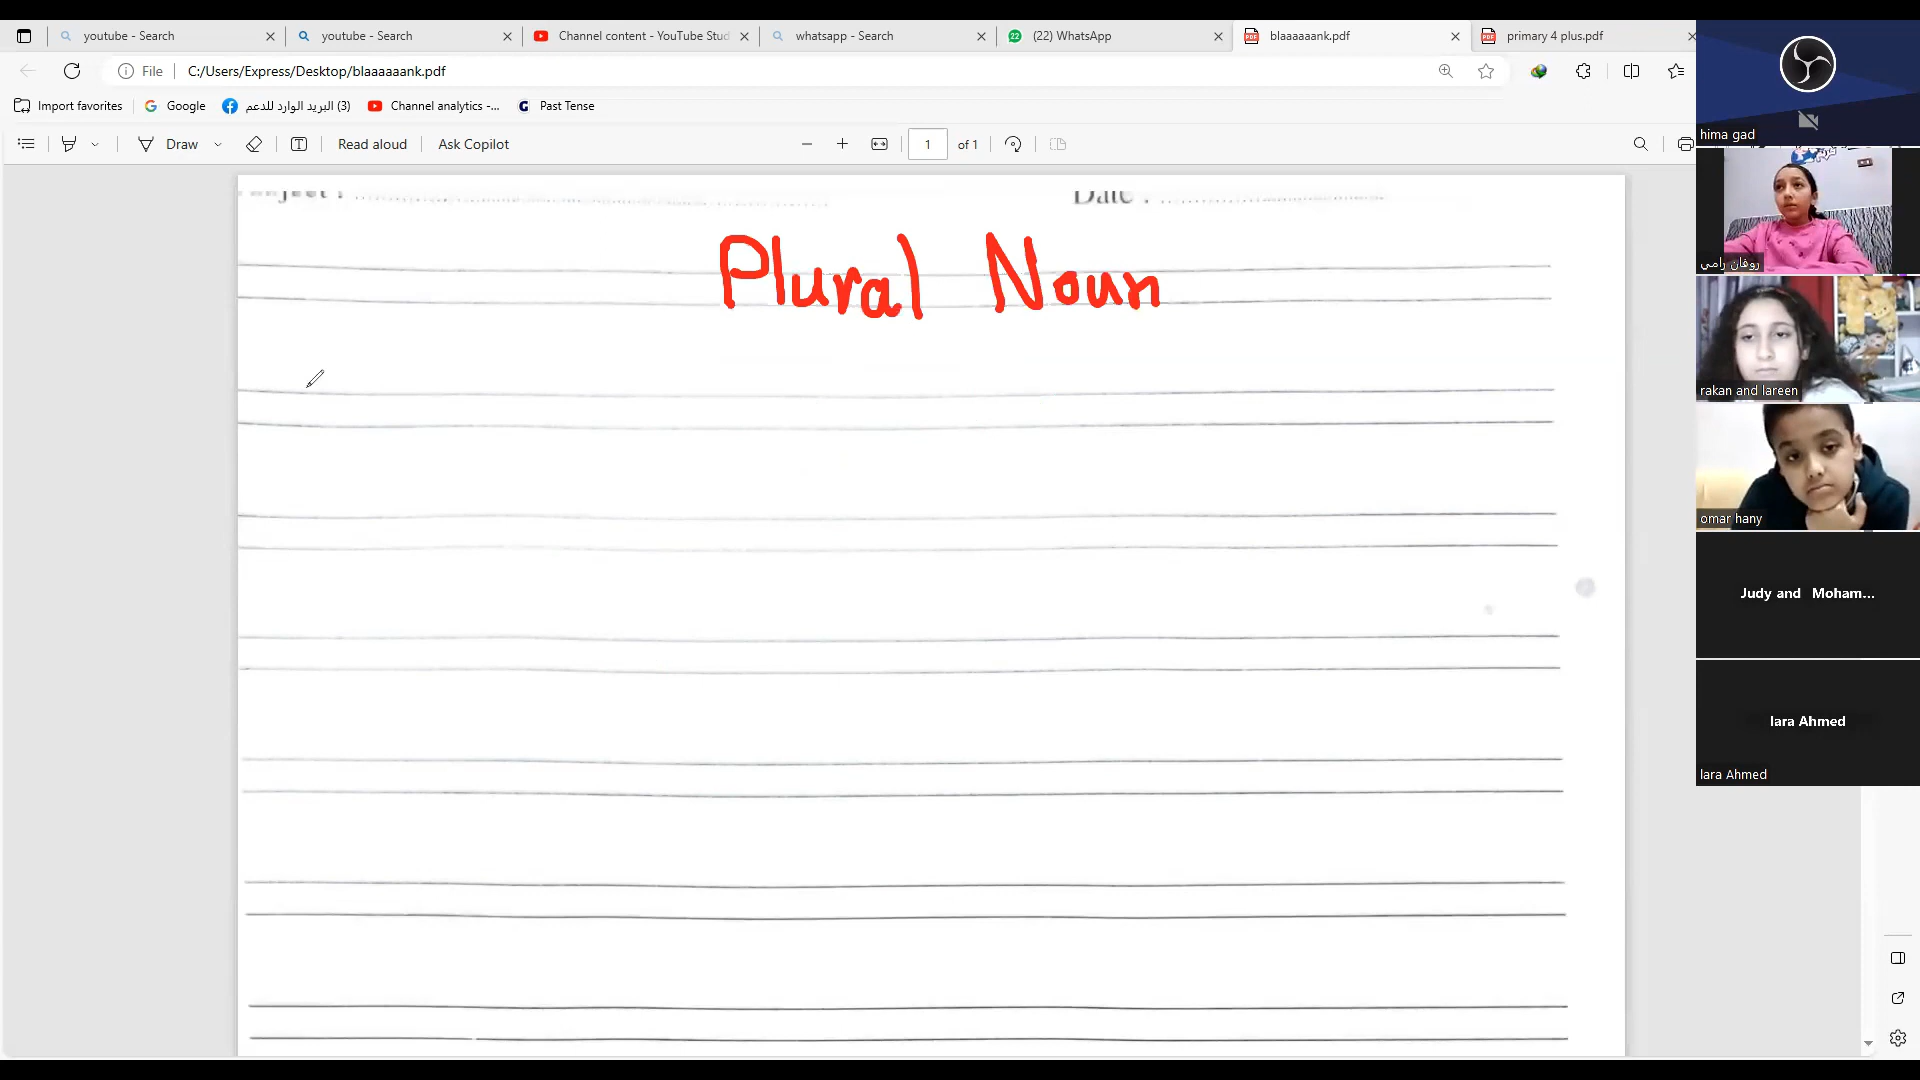 youtube - Search
youtube - Search
Channel content - YouTube Stud
whatsapp - Search
(22) WhatsApp
blaaaaaank.pdf
primary 4 plus.pdf
File
C:/Users/Express/Desktop/blaaaaaank.pdf
Import favorites
Google
(3) البريد الوارد للدعم
Channel analytics -...
Past Tense
Draw
Read aloud
Ask Copilot
1 of 1
Date :
Plural Noun
hima gad
روفان رامي
rakan and lareen
omar hany
Judy and Moham...
lara Ahmed
lara Ahmed